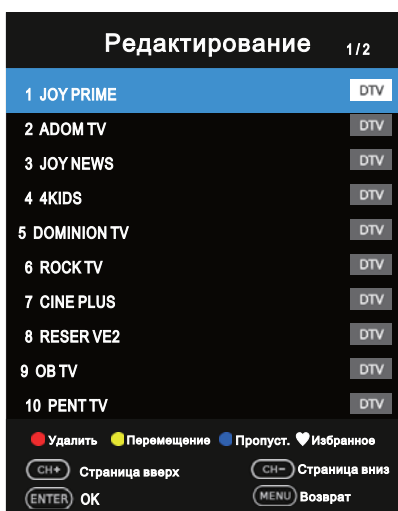 Редактирование 1/2
1 JOY PRIME DTV
2 ADOM TV DTV
3 JOY NEWS DTV
4 4KIDS DTV
5 DOMINION TV DTV
6 ROCK TV DTV
7 CINE PLUS DTV
8 RESER VE2 DTV
9 OB TV DTV
10 PENT TV DTV
Удалить Перемещение Пропуст. Избранное
CH+ Страница вверх CH- Страница вниз
ENTER OK MENU Возврат